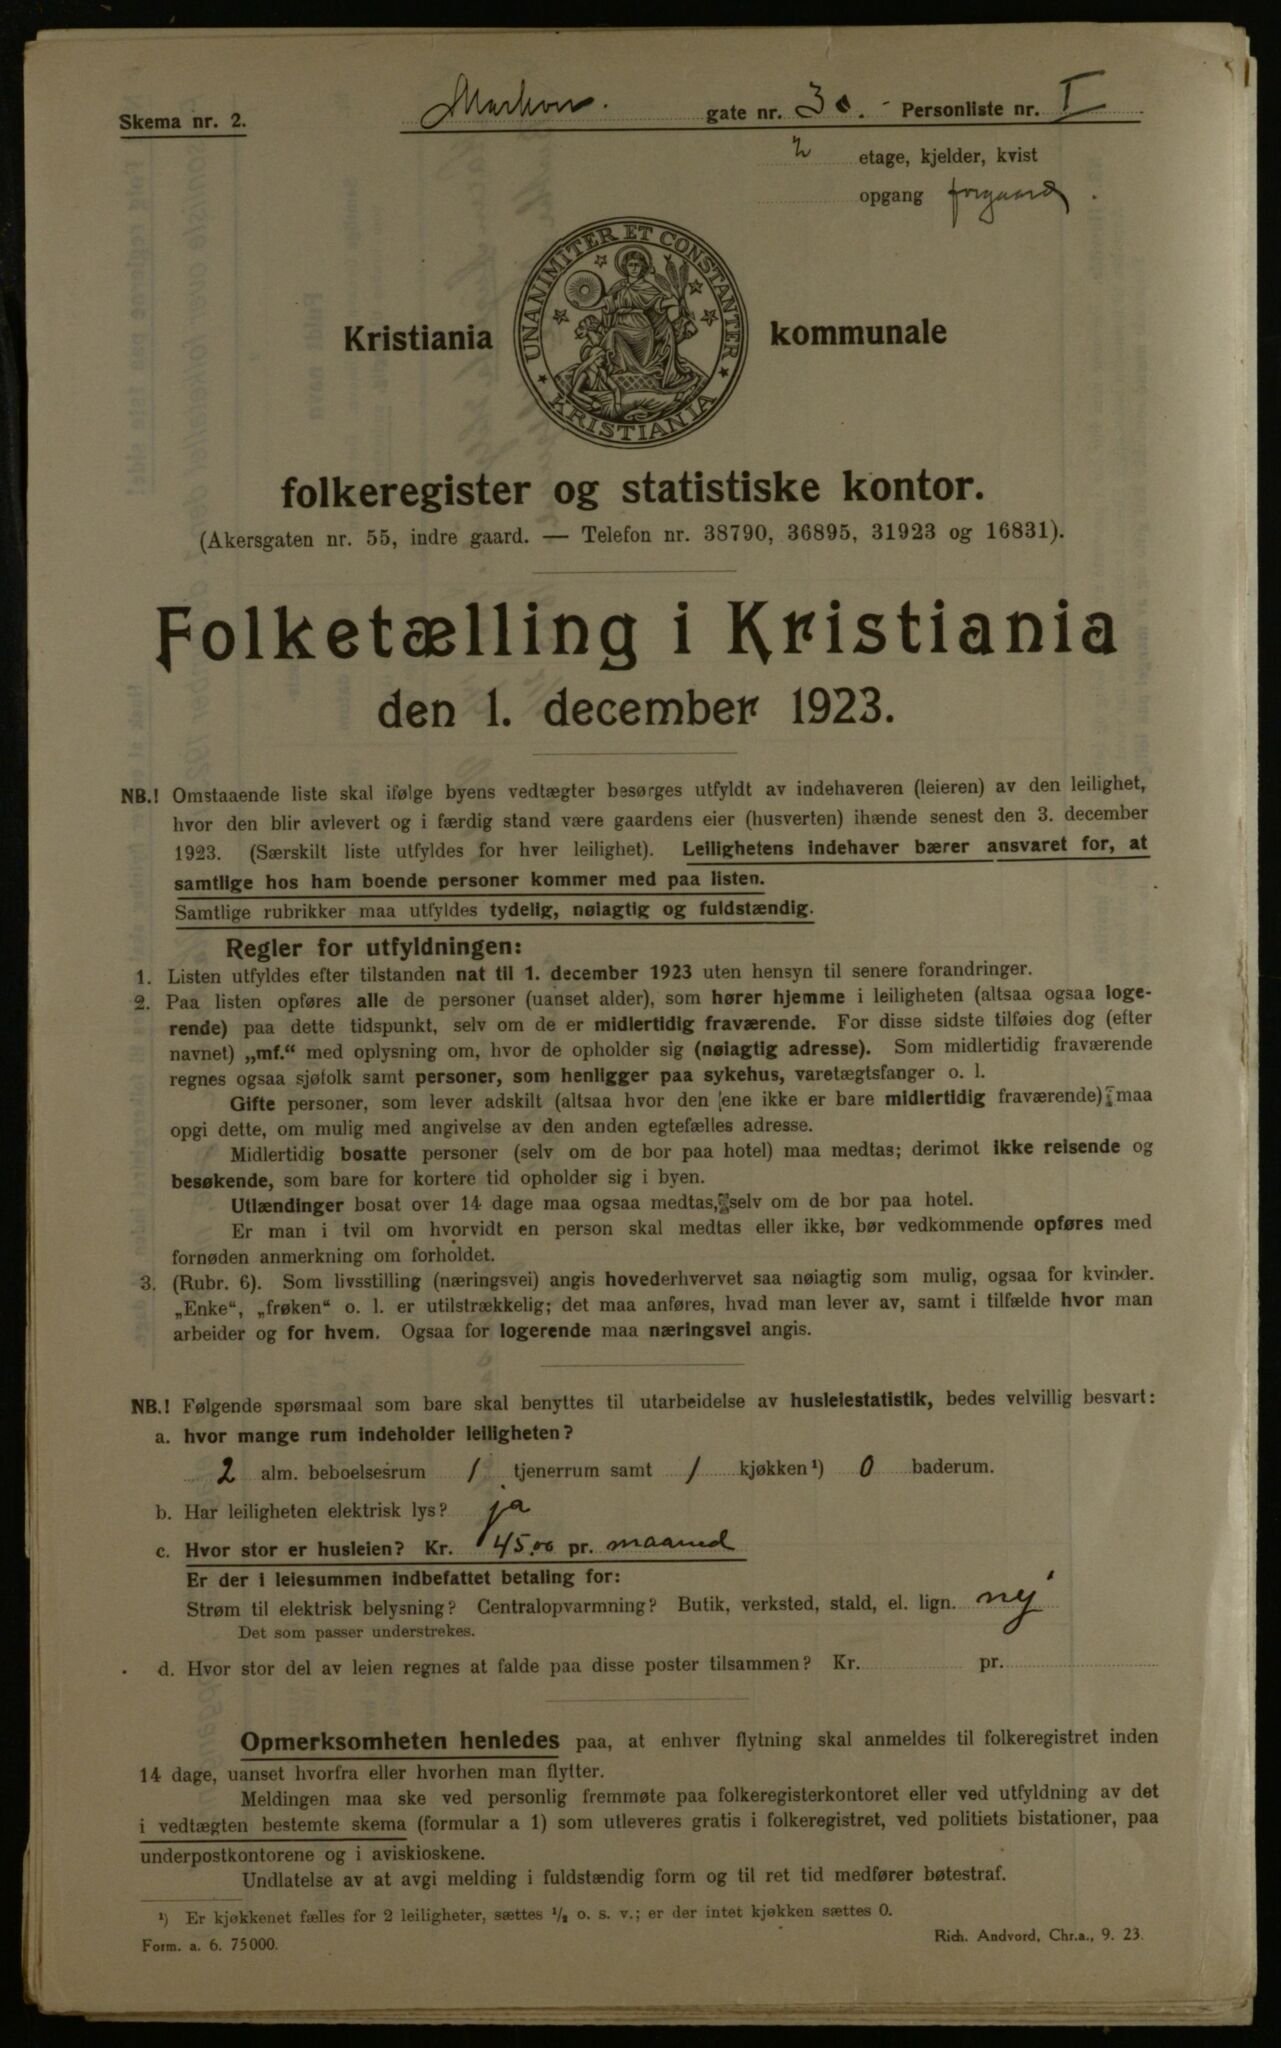 Skema nr. 2.
Markvn. gate nr. 30. Personliste nr. I
2 etage, kjelder, kvist
opgang forgaard.
UNANIMITER ET CONSTANTER
KRISTIANIA
Kristiania kommunale
folkeregister og statistiske kontor.
(Akersgaten nr. 55, indre gaard. — Telefon nr. 38790, 36895, 31923 og 16831).
Folketælling i Kristiania
den 1. december 1923.
NB.! Omstaaende liste skal ifølge byens vedtægter besørges utfyldt av indehaveren (leieren) av den leilighet,
hvor den blir avlevert og i færdig stand være gaardens eier (husverten) ihænde senest den 3. december
1923. (Særskilt liste utfyldes for hver leilighet). Leilighetens indehaver bærer ansvaret for, at
samtlige hos ham boende personer kommer med paa listen.
Samtlige rubrikker maa utfyldes tydelig, nøiagtig og fuldstændig.
Regler for utfyldningen:
1. Listen utfyldes efter tilstanden nat til 1. december 1923 uten hensyn til senere forandringer.
2. Paa listen opføres alle de personer (uanset alder), som hører hjemme i leiligheten (altsaa ogsaa loge-
rende) paa dette tidspunkt, selv om de er midlertidig fraværende. For disse sidste tilføies dog (efter
navnet) „mf.“ med oplysning om, hvor de opholder sig (nøiagtig adresse). Som midlertidig fraværende
regnes ogsaa sjøfolk samt personer, som henligger paa sykehus, varetægtsfanger o. l.
Gifte personer, som lever adskilt (altsaa hvor den ene ikke er bare midlertidig fraværende) maa
opgi dette, om mulig med angivelse av den anden egtefælles adresse.
Midlertidig bosatte personer (selv om de bor paa hotel) maa medtas; derimot ikke reisende og
besøkende, som bare for kortere tid opholder sig i byen.
Utlændinger bosat over 14 dage maa ogsaa medtas, selv om de bor paa hotel.
Er man i tvil om hvorvidt en person skal medtas eller ikke, bør vedkommende opføres med
fornøden anmerkning om forholdet.
3. (Rubr. 6). Som livsstilling (næringsvei) angis hovederhvervet saa nøiagtig som mulig, ogsaa for kvinder.
„Enke“, „frøken“ o. l. er utilstrækkelig; det maa anføres, hvad man lever av, samt i tilfælde hvor man
arbeider og for hvem. Ogsaa for logerende maa næringsvei angis.
NB.! Følgende spørsmaal som bare skal benyttes til utarbeidelse av husleiestatistik, bedes velvillig besvart:
a. hvor mange rum indeholder leiligheten?
2 alm. beboelsesrum 1 tjenerrum samt 1 kjøkken¹) 0 baderum.
b. Har leiligheten elektrisk lys? ja
c. Hvor stor er husleien? Kr. 45.00 pr. maaned
Er der i leiesummen indbefattet betaling for:
Strøm til elektrisk belysning? Centralopvarmning? Butik, verksted, stald, el. lign. nej
Det som passer understrekes.
d. Hvor stor del av leien regnes at falde paa disse poster tilsammen? Kr. pr.
Opmerksomheten henledes paa, at enhver flytning skal anmeldes til folkeregistret inden
14 dage, uanset hvorfra eller hvorhen man flytter.
Meldingen maa ske ved personlig fremmøte paa folkeregisterkontoret eller ved utfyldning av det
i vedtægten bestemte skema (formular a 1) som utleveres gratis i folkeregistret, ved politiets bistationer, paa
underpostkontorene og i aviskioskene.
Undlatelse av at avgi melding i fuldstændig form og til ret tid medfører bøtestraf.
¹) Er kjøkkenet fælles for 2 leiligheter, sættes ½ o. s. v.; er der intet kjøkken sættes 0.
Form. a. 6. 75000.
Rich. Andvord, Chr.a., 9. 23.